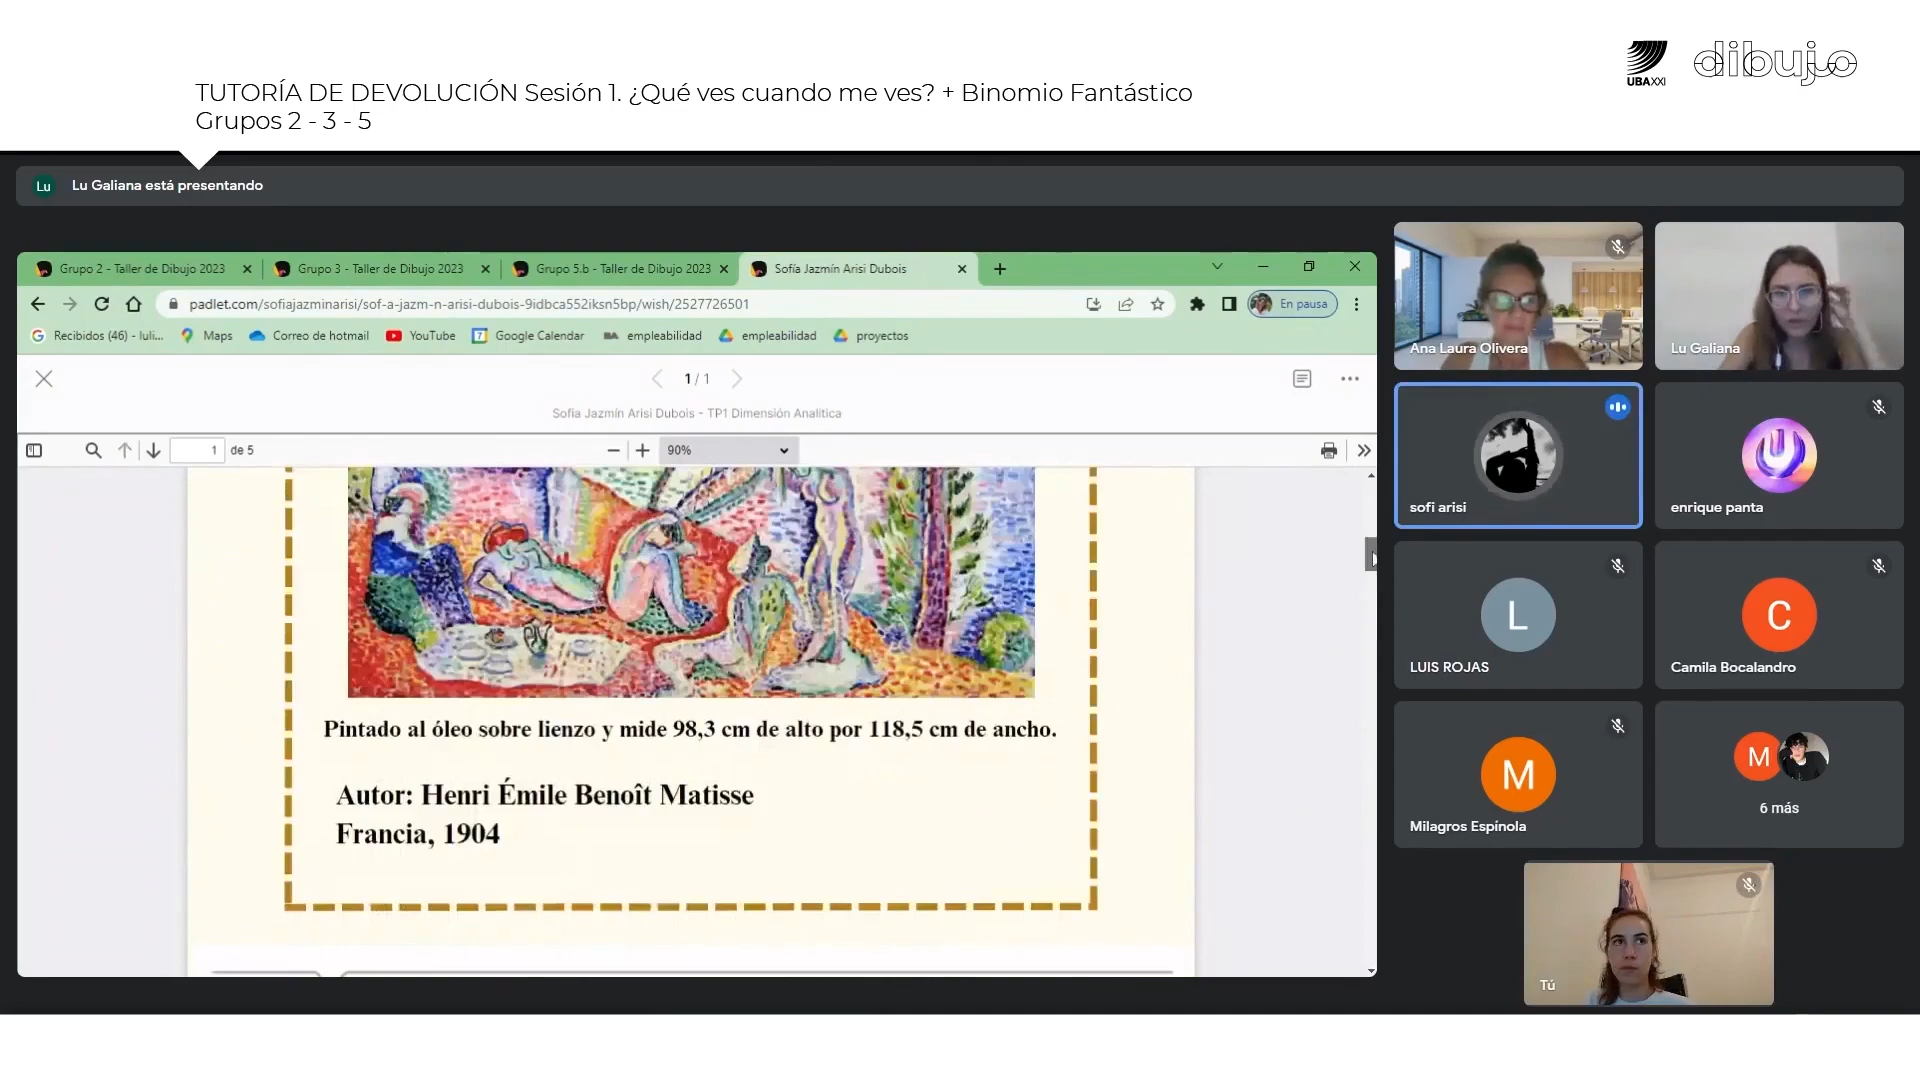 UBAXXI
dibujo
TUTORÍA DE DEVOLUCIÓN Sesión 1. ¿Qué ves cuando me ves? + Binomio Fantástico
Grupos 2 - 3 - 5
Lu
Lu Galiana está presentando
Grupo 2 - Taller de Dibujo 2023
Grupo 3 - Taller de Dibujo 2023
Grupo 5.b - Taller de Dibujo 2023
Sofía Jazmín Arisi Dubois
padlet.com/sofiajazminarisi/sof-a-jazm-n-arisi-dubois-9idbca552iksn5bp/wish/2527726501
En pausa
Recibidos (46) - luli...
Maps
Correo de hotmail
YouTube
7
Google Calendar
BA
empleabilidad
empleabilidad
proyectos
1 / 1
Sofía Jazmín Arisi Dubois - TP1 Dimensión Analítica
1 de 5
90%
Pintado al óleo sobre lienzo y mide 98,3 cm de alto por 118,5 cm de ancho.
Autor: Henri Émile Benoît Matisse
Francia, 1904
Ana Laura Olivera
Lu Galiana
sofi arisi
enrique panta
L
LUIS ROJAS
C
Camila Bocalandro
M
Milagros Espínola
M
6 más
Tú